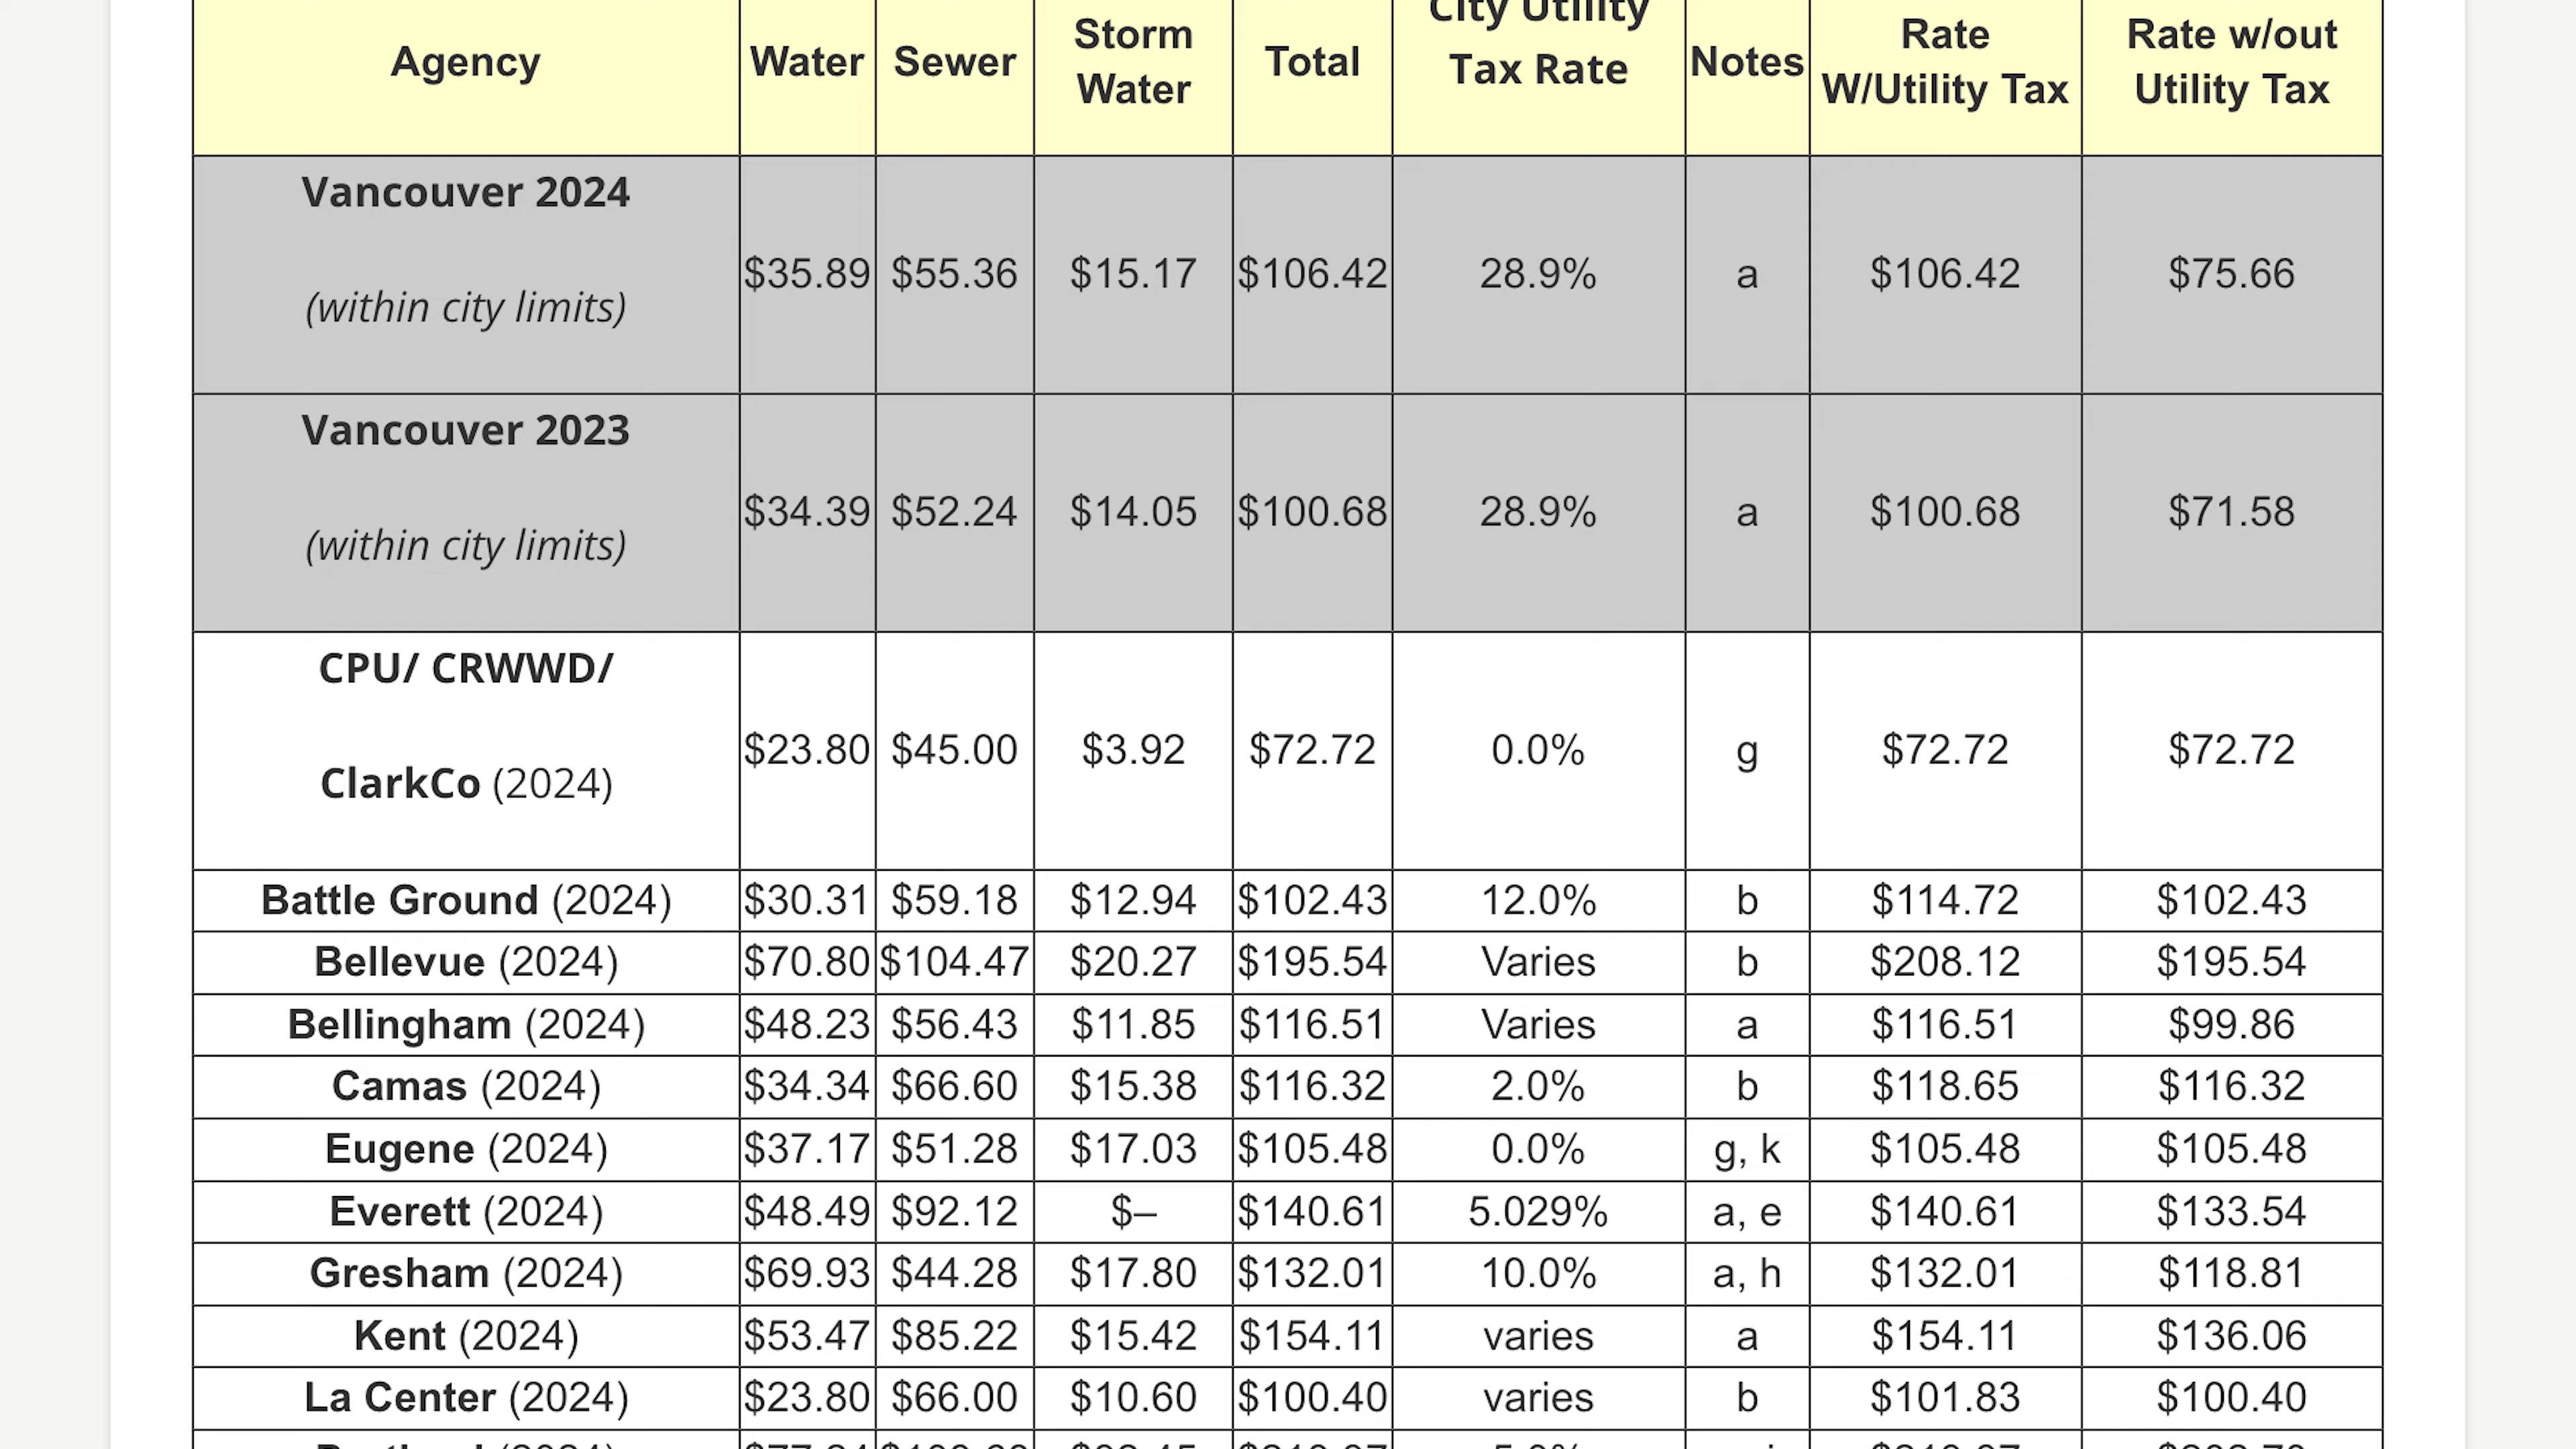 City Utility
Agency Water Sewer Storm Water Total Tax Rate Notes Rate W/Utility Tax Rate w/out Utility Tax
Vancouver 2024
(within city limits)
$35.89 $55.36 $15.17 $106.42 28.9% a $106.42 $75.66
Vancouver 2023
(within city limits)
$34.39 $52.24 $14.05 $100.68 28.9% a $100.68 $71.58
CPU/ CRWWD/
ClarkCo (2024)
$23.80 $45.00 $3.92 $72.72 0.0% g $72.72 $72.72
Battle Ground (2024) $30.31 $59.18 $12.94 $102.43 12.0% b $114.72 $102.43
Bellevue (2024) $70.80 $104.47 $20.27 $195.54 Varies b $208.12 $195.54
Bellingham (2024) $48.23 $56.43 $11.85 $116.51 Varies a $116.51 $99.86
Camas (2024) $34.34 $66.60 $15.38 $116.32 2.0% b $118.65 $116.32
Eugene (2024) $37.17 $51.28 $17.03 $105.48 0.0% g, k $105.48 $105.48
Everett (2024) $48.49 $92.12 $– $140.61 5.029% a, e $140.61 $133.54
Gresham (2024) $69.93 $44.28 $17.80 $132.01 10.0% a, h $132.01 $118.81
Kent (2024) $53.47 $85.22 $15.42 $154.11 varies a $154.11 $136.06
La Center (2024) $23.80 $66.00 $10.60 $100.40 varies b $101.83 $100.40